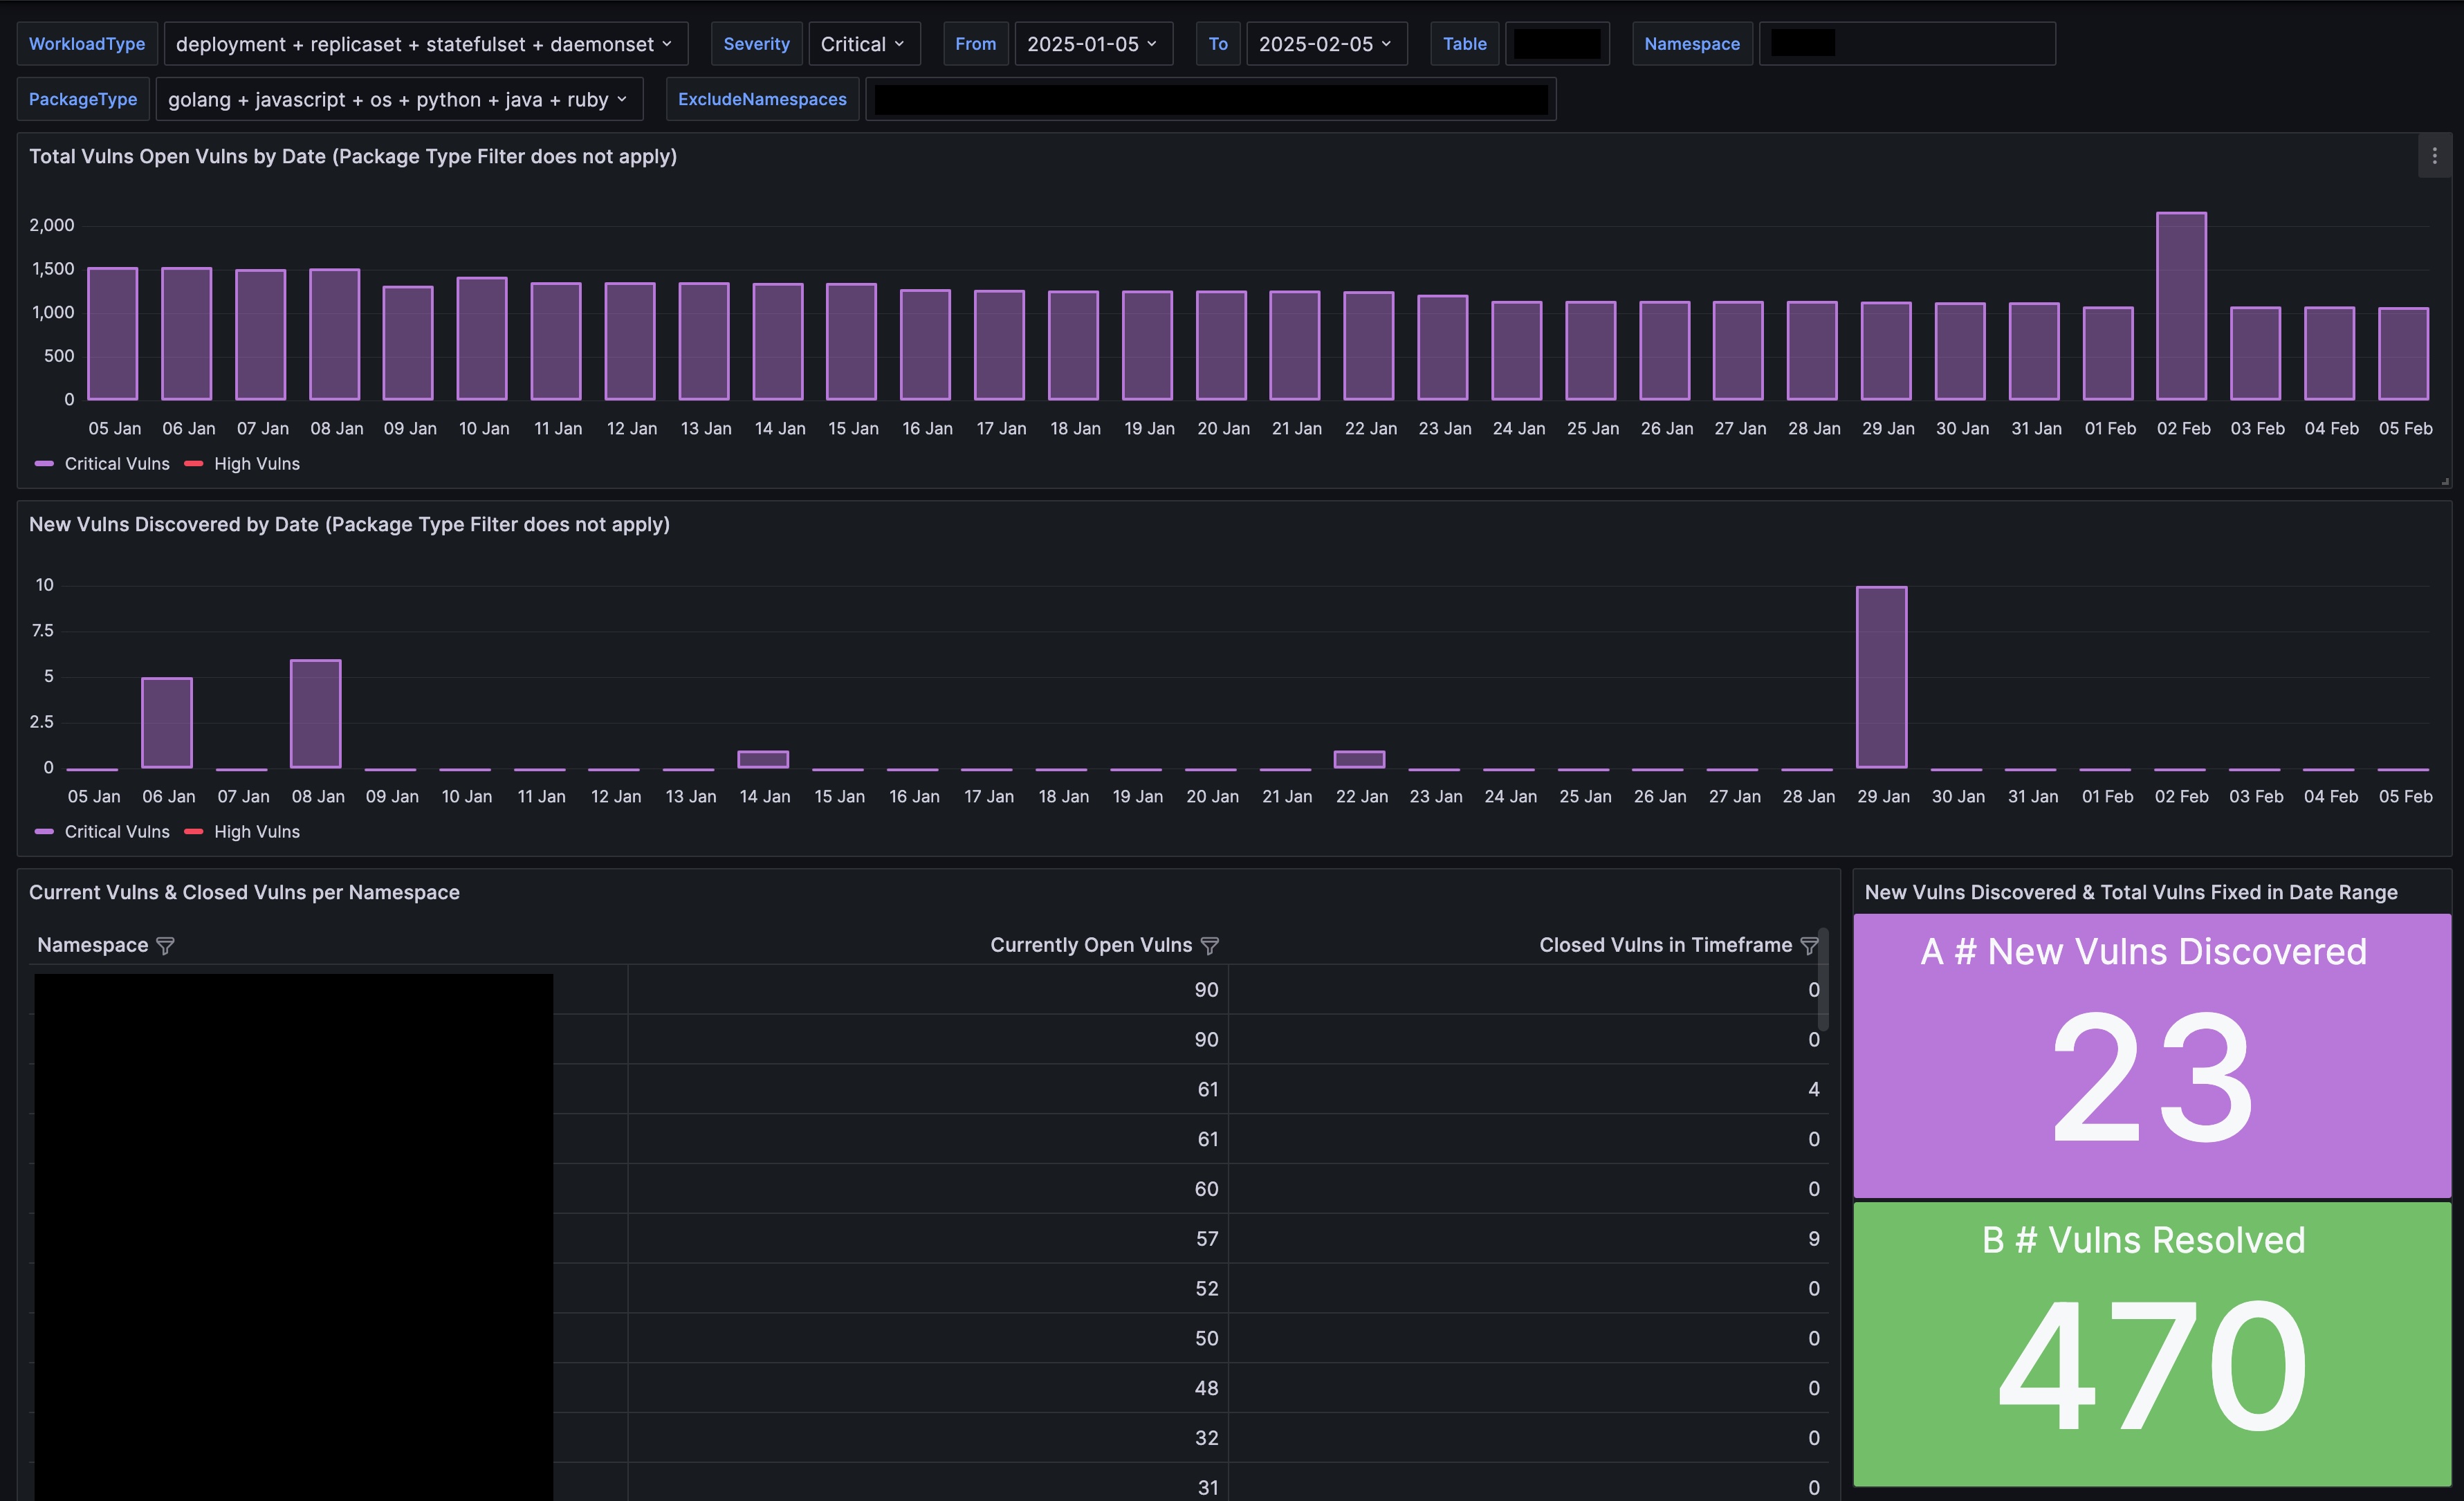 WorkloadType deployment + replicaset + statefulset + daemonset Severity Critical From 2025-01-05 To 2025-02-05 Table Namespace
PackageType golang + javascript + os + python + java + ruby ExcludeNamespaces
Total Vulns Open Vulns by Date (Package Type Filter does not apply)
2,000
1,500
1,000
500
0
05 Jan 06 Jan 07 Jan 08 Jan 09 Jan 10 Jan 11 Jan 12 Jan 13 Jan 14 Jan 15 Jan 16 Jan 17 Jan 18 Jan 19 Jan 20 Jan 21 Jan 22 Jan 23 Jan 24 Jan 25 Jan 26 Jan 27 Jan 28 Jan 29 Jan 30 Jan 31 Jan 01 Feb 02 Feb 03 Feb 04 Feb 05 Feb
Critical Vulns High Vulns
New Vulns Discovered by Date (Package Type Filter does not apply)
10
7.5
5
2.5
0
05 Jan 06 Jan 07 Jan 08 Jan 09 Jan 10 Jan 11 Jan 12 Jan 13 Jan 14 Jan 15 Jan 16 Jan 17 Jan 18 Jan 19 Jan 20 Jan 21 Jan 22 Jan 23 Jan 24 Jan 25 Jan 26 Jan 27 Jan 28 Jan 29 Jan 30 Jan 31 Jan 01 Feb 02 Feb 03 Feb 04 Feb 05 Feb
Critical Vulns High Vulns
Current Vulns & Closed Vulns per Namespace
Namespace Currently Open Vulns Closed Vulns in Timeframe
90 0
90 0
61 4
61 0
60 0
57 9
52 0
50 0
48 0
32 0
31 0
New Vulns Discovered & Total Vulns Fixed in Date Range
A # New Vulns Discovered
23
B # Vulns Resolved
470